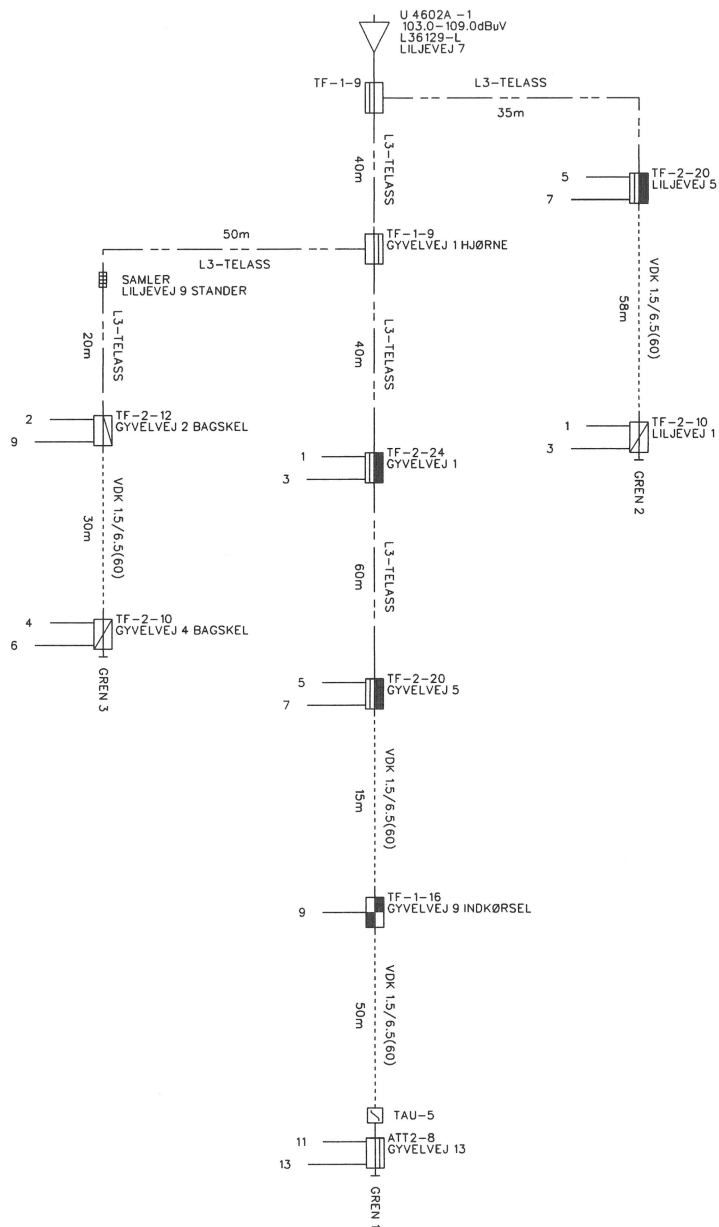 U 4602A -1
103.0-109.0dBuV
L36129-L
LILJEVEJ 7
TF-1-9
L3-TELASS
35m
L3-TELASS
40m
5
7
TF-2-20
LILJEVEJ 5
50m
L3-TELASS
TF-1-9
GYVELVEJ 1 HJØRNE
SAMLER
LILJEVEJ 9 STANDER
L3-TELASS
20m
L3-TELASS
40m
VDK 1.5/6.5(60)
58m
2
9
TF-2-12
GYVELVEJ 2 BAGSKEL
1
3
TF-2-24
GYVELVEJ 1
1
3
TF-2-10
LILJEVEJ 1
GREN 2
VDK 1.5/6.5(60)
30m
L3-TELASS
60m
4
6
TF-2-10
GYVELVEJ 4 BAGSKEL
GREN 3
5
7
TF-2-20
GYVELVEJ 5
VDK 1.5/6.5(60)
15m
9
TF-1-16
GYVELVEJ 9 INDKØRSEL
VDK 1.5/6.5(60)
50m
TAU-5
11
13
ATT2-8
GYVELVEJ 13
GREN 1